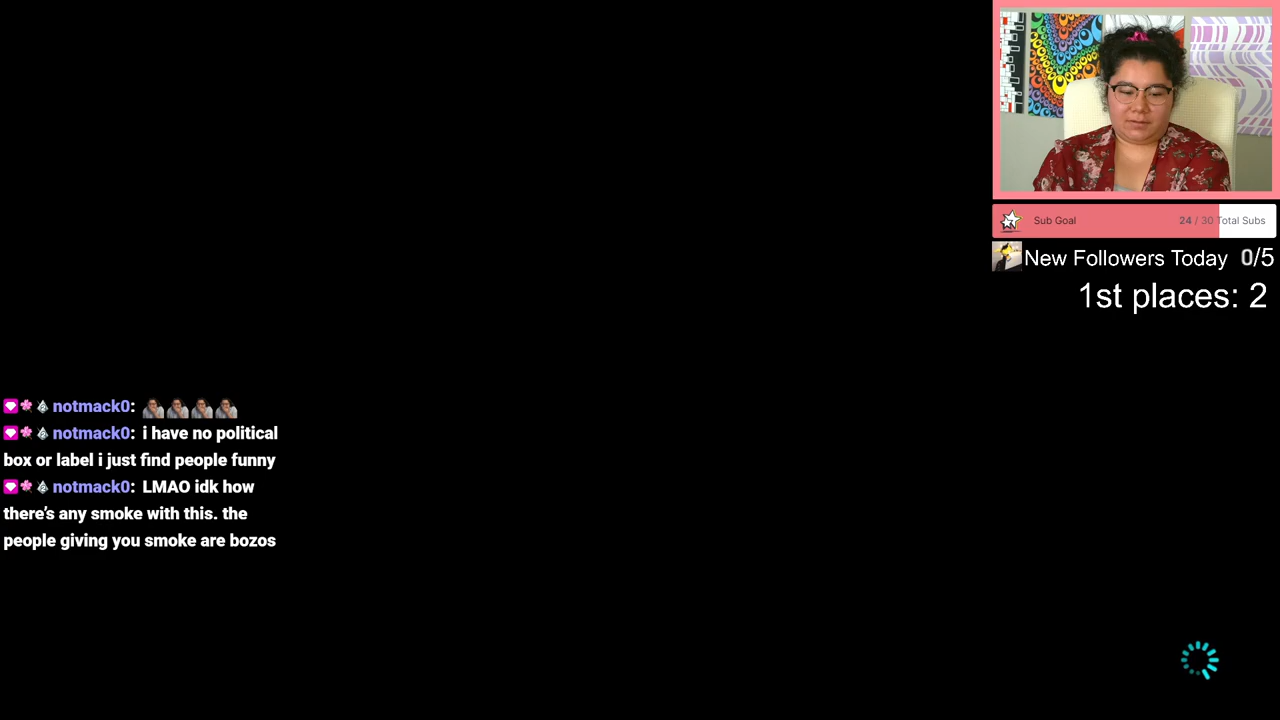 Sub Goal 24 / 30 Total Subs
New Followers Today 0/5
1st places: 2
notmack0:
notmack0: i have no political
box or label i just find people funny
notmack0: LMAO idk how
there's any smoke with this. the
people giving you smoke are bozos